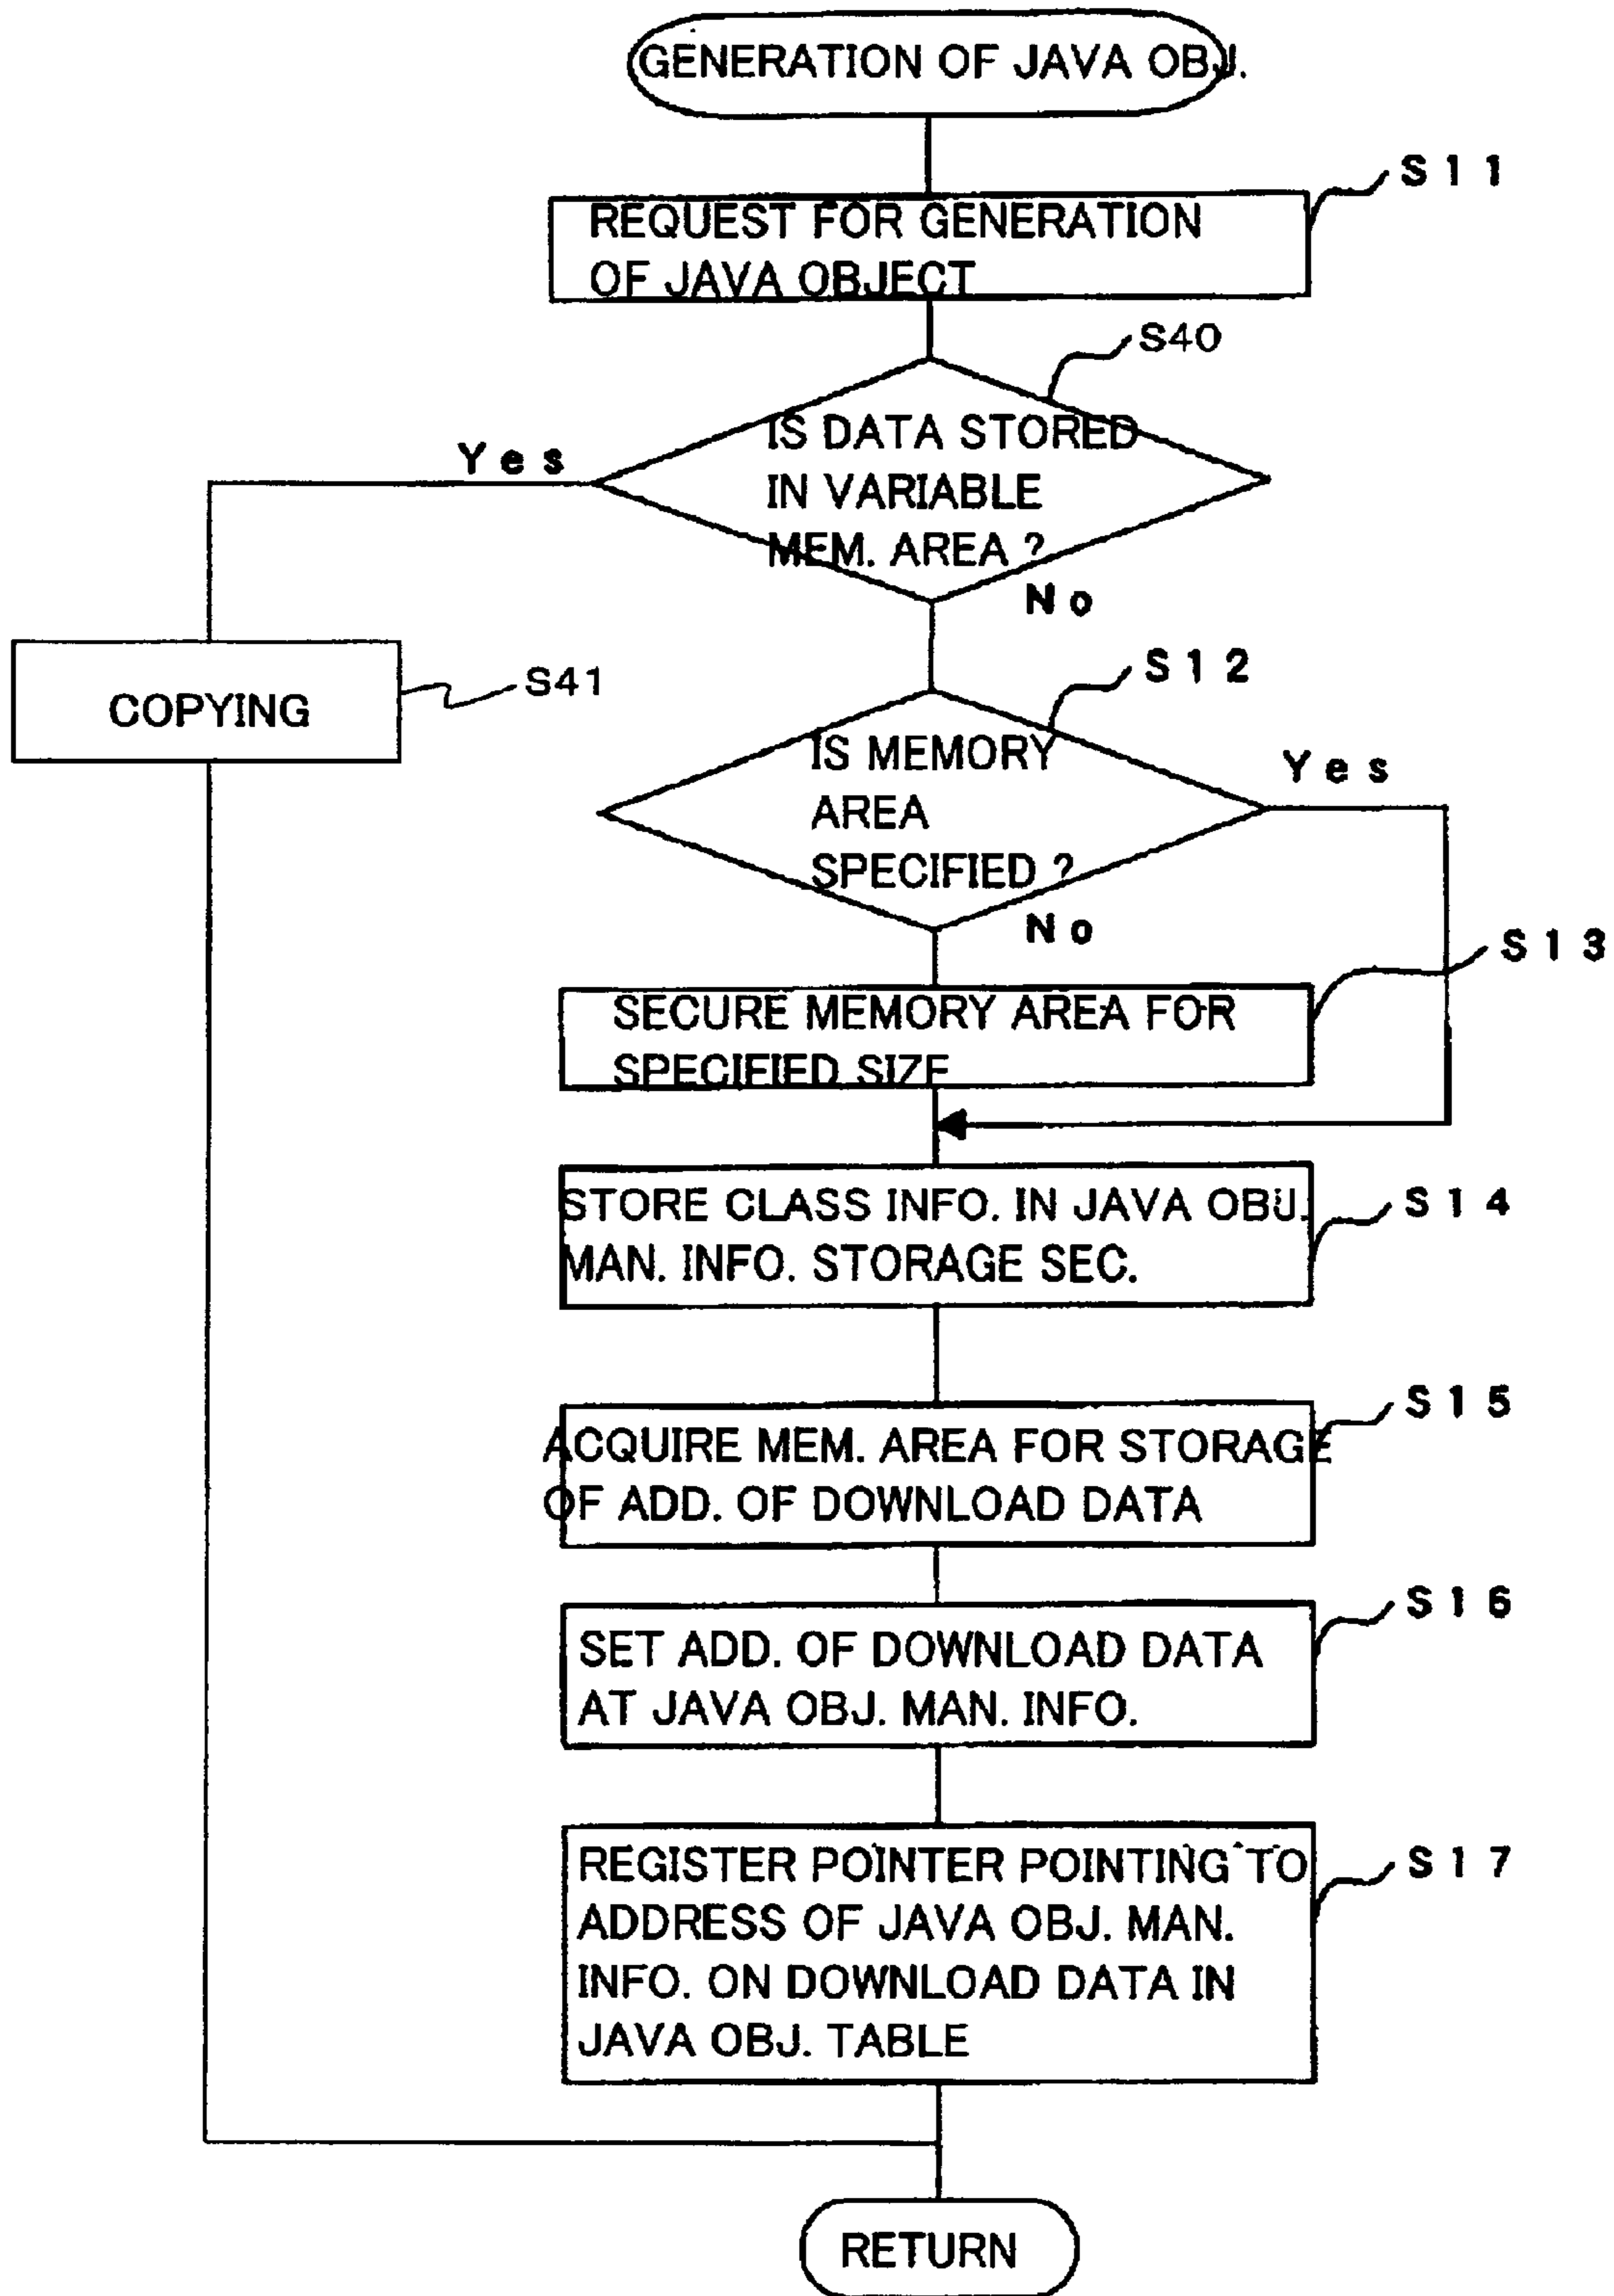 GENERATION OF JAVA OBJ.
S11
REQUEST FOR GENERATION
OF JAVA OBJECT
S40
IS DATA STORED
IN VARIABLE
MEM. AREA ?
Yes
No
COPYING
S41
S12
IS MEMORY
AREA
SPECIFIED ?
Yes
No
S13
SECURE MEMORY AREA FOR
SPECIFIED SIZE
STORE CLASS INFO. IN JAVA OBJ.
MAN. INFO. STORAGE SEC.
S14
S15
ACQUIRE MEM. AREA FOR STORAGE
OF ADD. OF DOWNLOAD DATA
S16
SET ADD. OF DOWNLOAD DATA
AT JAVA OBJ. MAN. INFO.
S17
REGISTER POINTER POINTING TO
ADDRESS OF JAVA OBJ. MAN.
INFO. ON DOWNLOAD DATA IN
JAVA OBJ. TABLE
RETURN